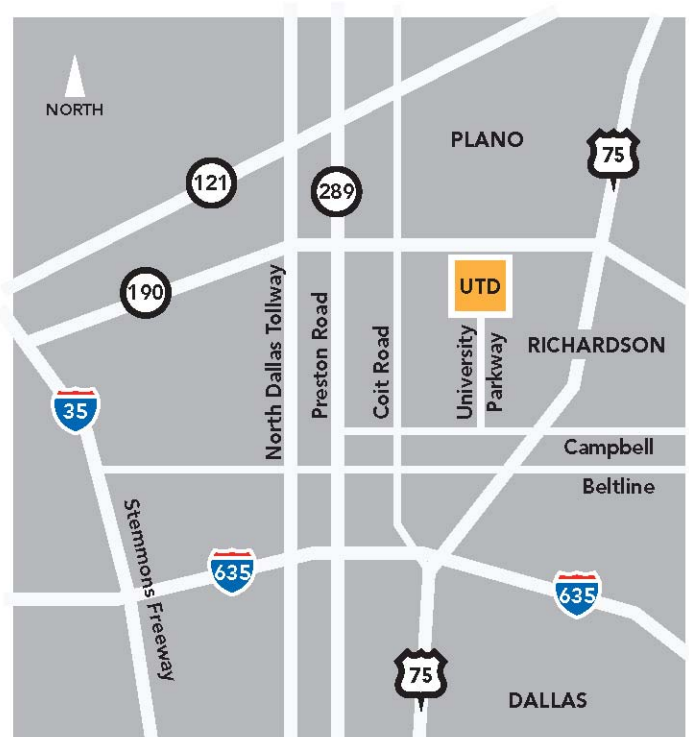 NORTH
PLANO
75
121
289
190
UTD
North Dallas Tollway
Preston Road
Coit Road
University
Parkway
RICHARDSON
35
Campbell
Beltline
Stemmons Freeway
635
635
75
DALLAS